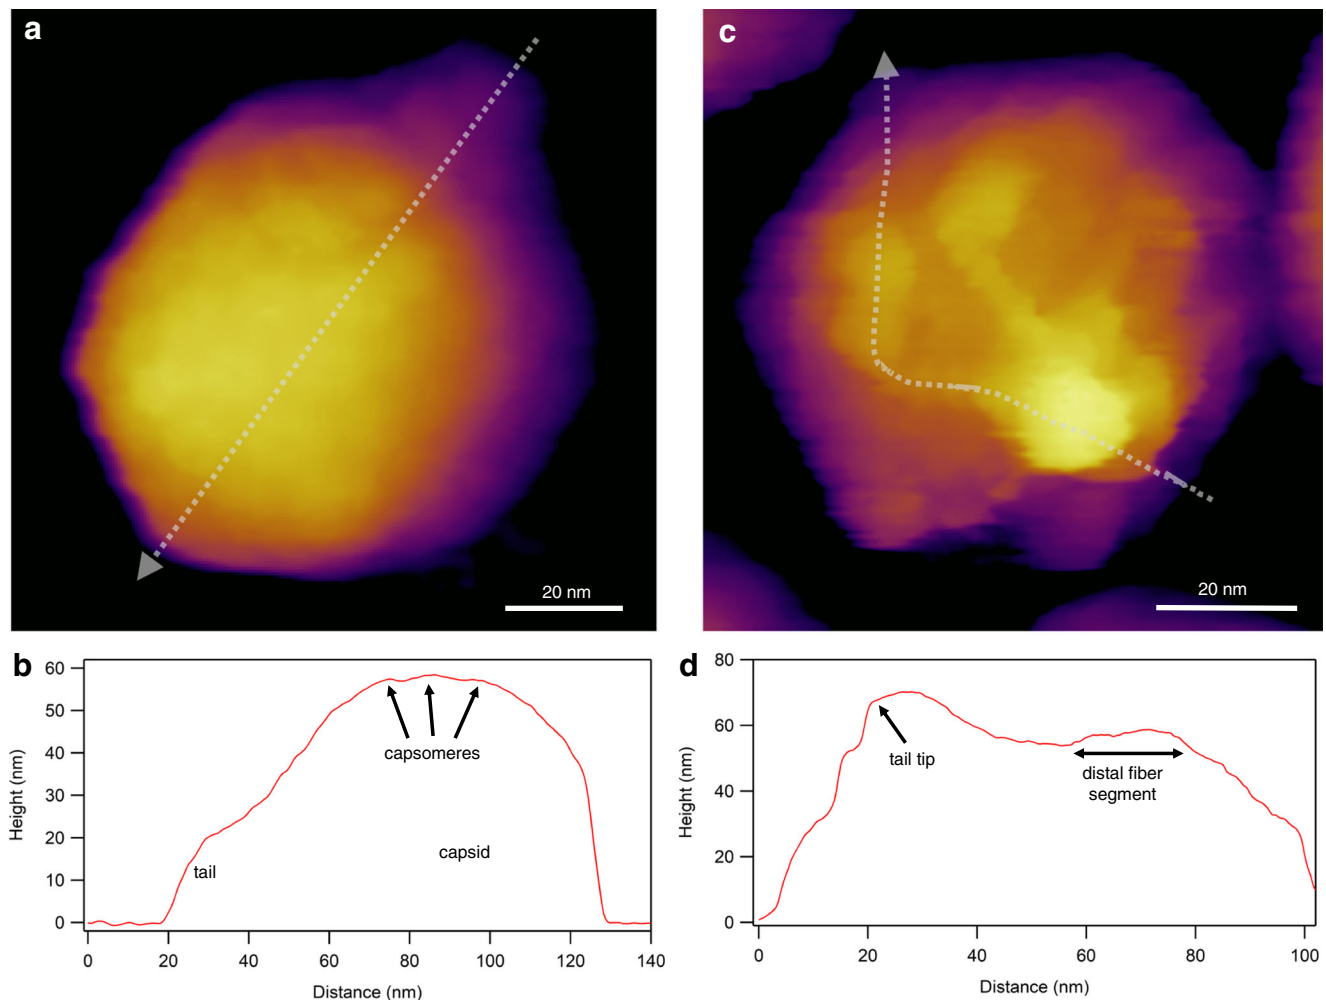 a
20 nm
c
20 nm
b
60
50
40
30
20
10
0
Height (nm)
capsomeres
tail
capsid
0 20 40 60 80 100 120 140
Distance (nm)
d
80
60
40
20
0
Height (nm)
tail tip
distal fiber
segment
0 20 40 60 80 100
Distance (nm)